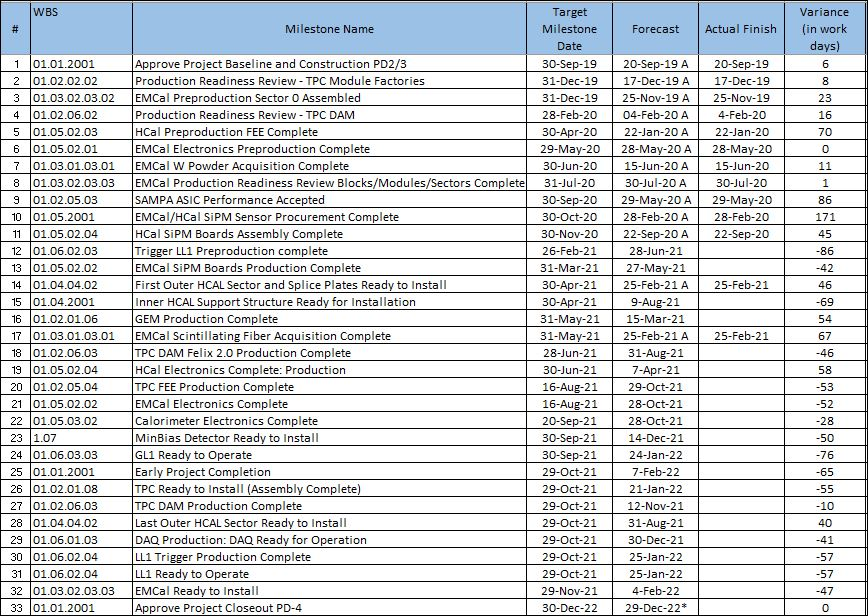 # WBS Milestone Name Target Milestone Date Forecast Actual Finish Variance (in work days)
1 01.01.2001 Approve Project Baseline and Construction PD2/3 30-Sep-19 20-Sep-19 A 20-Sep-19 6
2 01.02.02.02 Production Readiness Review - TPC Module Factories 31-Dec-19 17-Dec-19 A 17-Dec-19 8
3 01.03.02.03.02 EMCal Preproduction Sector 0 Assembled 31-Dec-19 25-Nov-19 A 25-Nov-19 23
4 01.02.06.02 Production Readiness Review - TPC DAM 28-Feb-20 04-Feb-20 A 4-Feb-20 16
5 01.05.02.03 HCal Preproduction FEE Complete 30-Apr-20 22-Jan-20 A 22-Jan-20 70
6 01.05.02.01 EMCal Electronics Preproduction Complete 29-May-20 28-May-20 A 28-May-20 0
7 01.03.01.03.01 EMCal W Powder Acquisition Complete 30-Jun-20 15-Jun-20 A 15-Jun-20 11
8 01.03.02.03.03 EMCal Production Readiness Review Blocks/Modules/Sectors Complete 31-Jul-20 30-Jul-20 A 30-Jul-20 1
9 01.02.05.03 SAMPA ASIC Performance Accepted 30-Sep-20 29-May-20 A 29-May-20 86
10 01.05.2001 EMCal/HCal SiPM Sensor Procurement Complete 30-Oct-20 28-Feb-20 A 28-Feb-20 171
11 01.05.02.04 HCal SiPM Boards Assembly Complete 30-Nov-20 22-Sep-20 A 22-Sep-20 45
12 01.06.02.03 Trigger LL1 Preproduction complete 26-Feb-21 28-Jun-21 -86
13 01.05.02.02 EMCal SiPM Boards Production Complete 31-Mar-21 27-May-21 -42
14 01.04.04.02 First Outer HCAL Sector and Splice Plates Ready to Install 30-Apr-21 25-Feb-21 A 25-Feb-21 46
15 01.04.2001 Inner HCAL Support Structure Ready for Installation 30-Apr-21 9-Aug-21 -69
16 01.02.01.06 GEM Production Complete 31-May-21 15-Mar-21 54
17 01.03.01.03.01 EMCal Scintillating Fiber Acquisition Complete 31-May-21 25-Feb-21 A 25-Feb-21 67
18 01.02.06.03 TPC DAM Felix 2.0 Production Complete 28-Jun-21 31-Aug-21 -46
19 01.05.02.04 HCal Electronics Complete: Production 30-Jun-21 7-Apr-21 58
20 01.02.05.04 TPC FEE Production Complete 16-Aug-21 29-Oct-21 -53
21 01.05.02.02 EMCal Electronics Complete 16-Aug-21 28-Oct-21 -52
22 01.05.03.02 Calorimeter Electronics Complete 20-Sep-21 28-Oct-21 -28
23 1.07 MinBias Detector Ready to Install 30-Sep-21 14-Dec-21 -50
24 01.06.03.03 GL1 Ready to Operate 30-Sep-21 24-Jan-22 -76
25 01.01.2001 Early Project Completion 29-Oct-21 7-Feb-22 -65
26 01.02.01.08 TPC Ready to Install (Assembly Complete) 29-Oct-21 21-Jan-22 -55
27 01.02.06.03 TPC DAM Production Complete 29-Oct-21 12-Nov-21 -10
28 01.04.04.02 Last Outer HCAL Sector Ready to Install 29-Oct-21 31-Aug-21 40
29 01.06.01.03 DAQ Production: DAQ Ready for Operation 29-Oct-21 30-Dec-21 -41
30 01.06.02.04 LL1 Trigger Production Complete 29-Oct-21 25-Jan-22 -57
31 01.06.02.04 LL1 Ready to Operate 29-Oct-21 25-Jan-22 -57
32 01.03.02.03.03 EMCal Ready to Install 29-Nov-21 4-Feb-22 -47
33 01.01.2001 Approve Project Closeout PD-4 30-Dec-22 29-Dec-22* 0